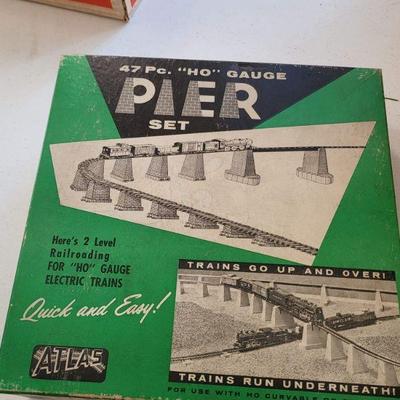 47 Pc. "HO" GAUGE
PIER
SET
Here's 2 Level
Railroading
FOR "HO" GAUGE
ELECTRIC TRAINS
Quick and Easy!
ATLAS
TRAINS GO UP AND OVER!
TRAINS RUN UNDERNEATH!
FOR USE WITH HO CURVABLE OR